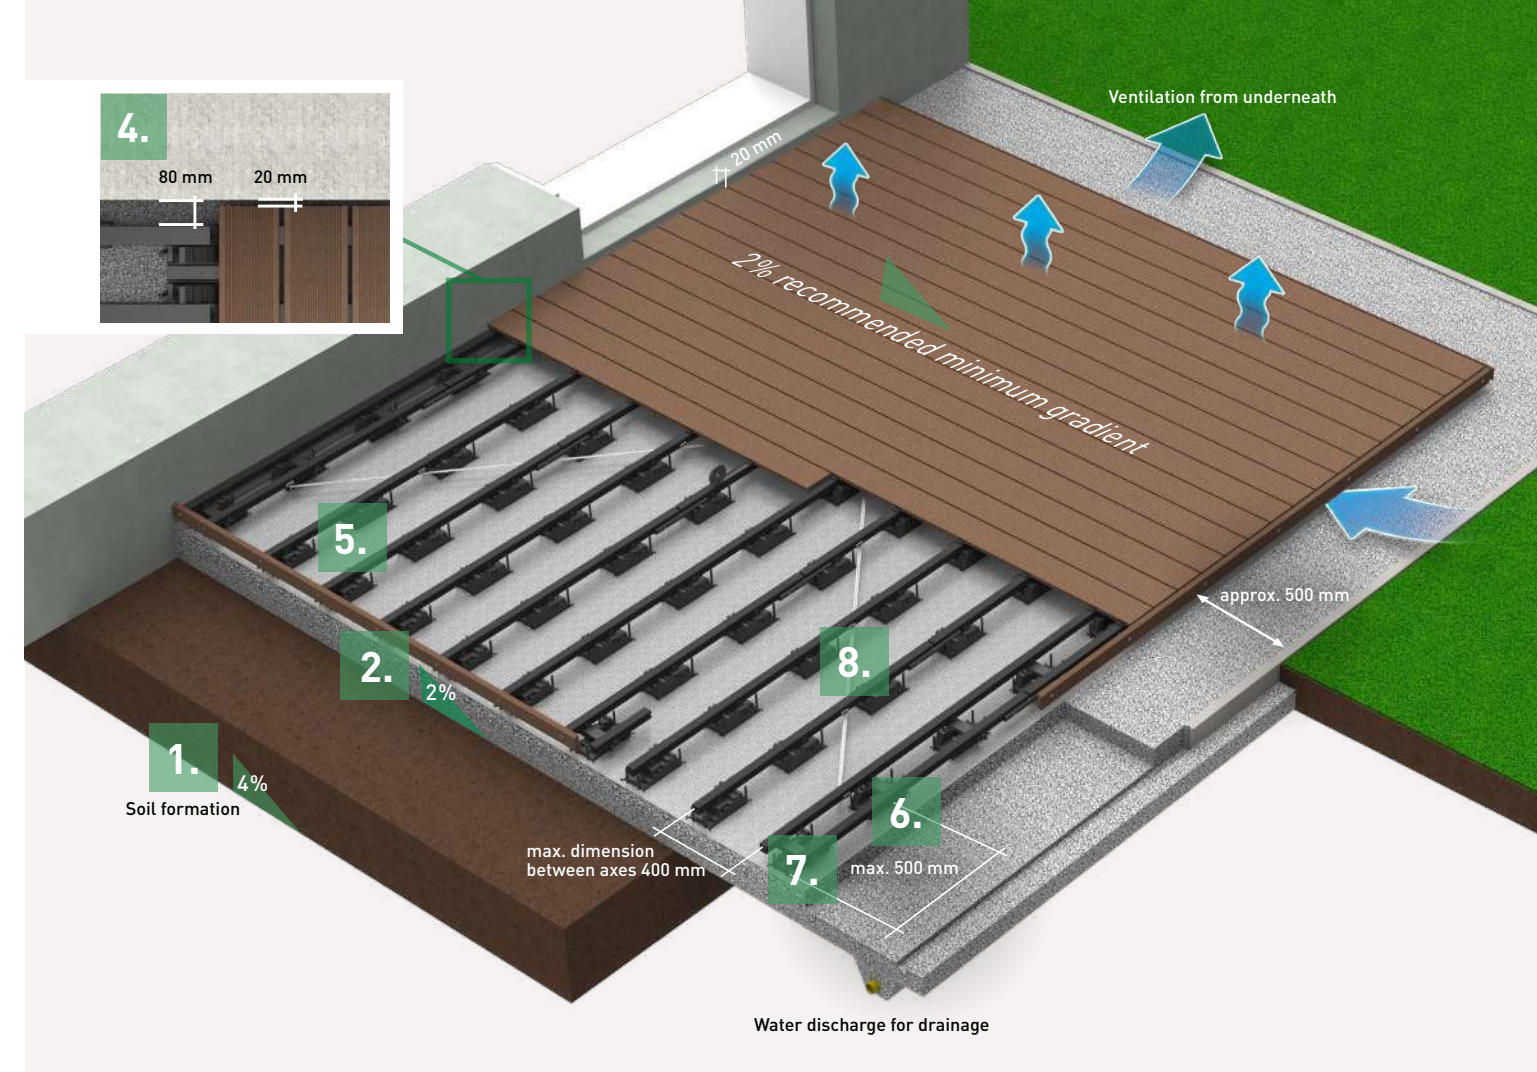 4.
80 mm
20 mm
Ventilation from underneath
20 mm
2% recommended minimum gradient
5.
approx. 500 mm
2.
2%
8.
1.
4%
Soil formation
6.
max. dimension
between axes 400 mm
7.
max. 500 mm
Water discharge for drainage